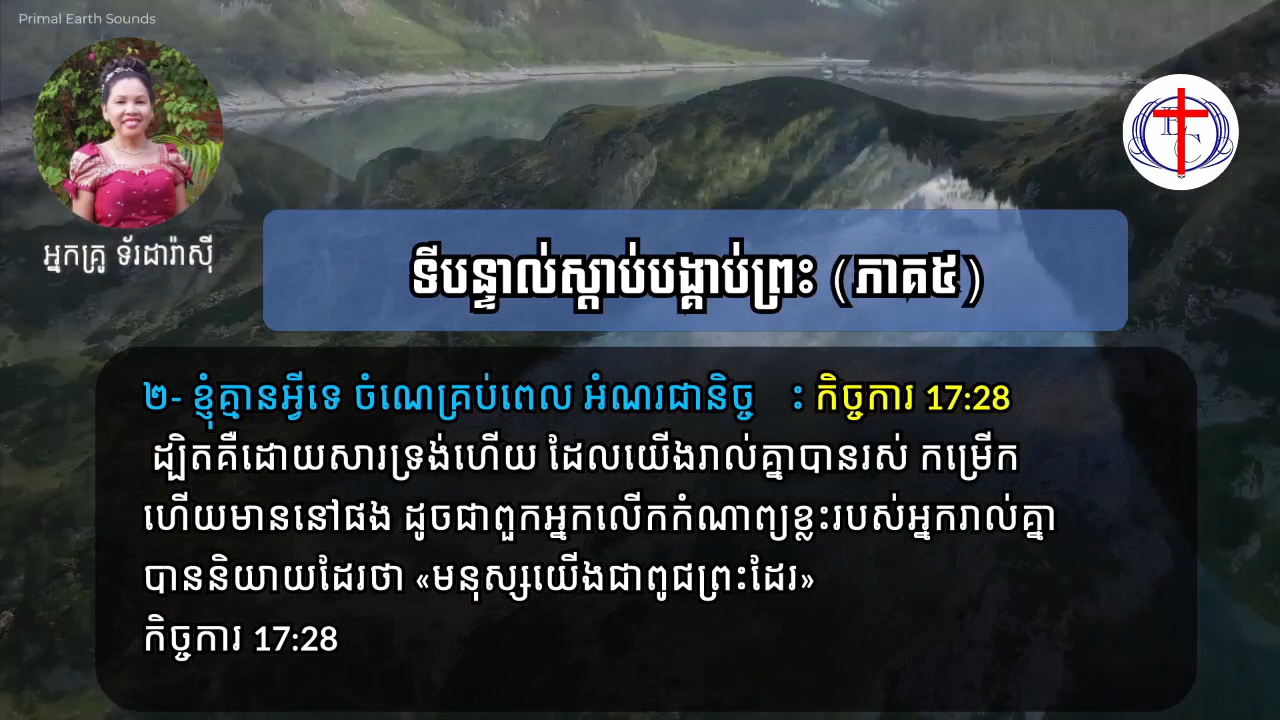 Primal Earth Sounds
E
C
អ្នកគ្រូ ទ័រដារ៉ាស៊ី
ទីបន្ទាល់ស្ដាប់បង្គាប់ព្រះ (ភាគ៥)
២- ខ្ញុំគ្មានអ្វីទេ ចំណេគ្រប់ពេល អំណរជានិច្ច : កិច្ចការ 17:28
ដ្បិតគឺដោយសារទ្រង់ហើយ ដែលយើងរាល់គ្នាបានរស់ កម្រើក
ហើយមាននៅផង ដូចជាពួកអ្នកលើកកំណាព្យខ្លះរបស់អ្នករាល់គ្នា
បាននិយាយដែរថា «មនុស្សយើងជាពូជព្រះដែរ»
កិច្ចការ 17:28